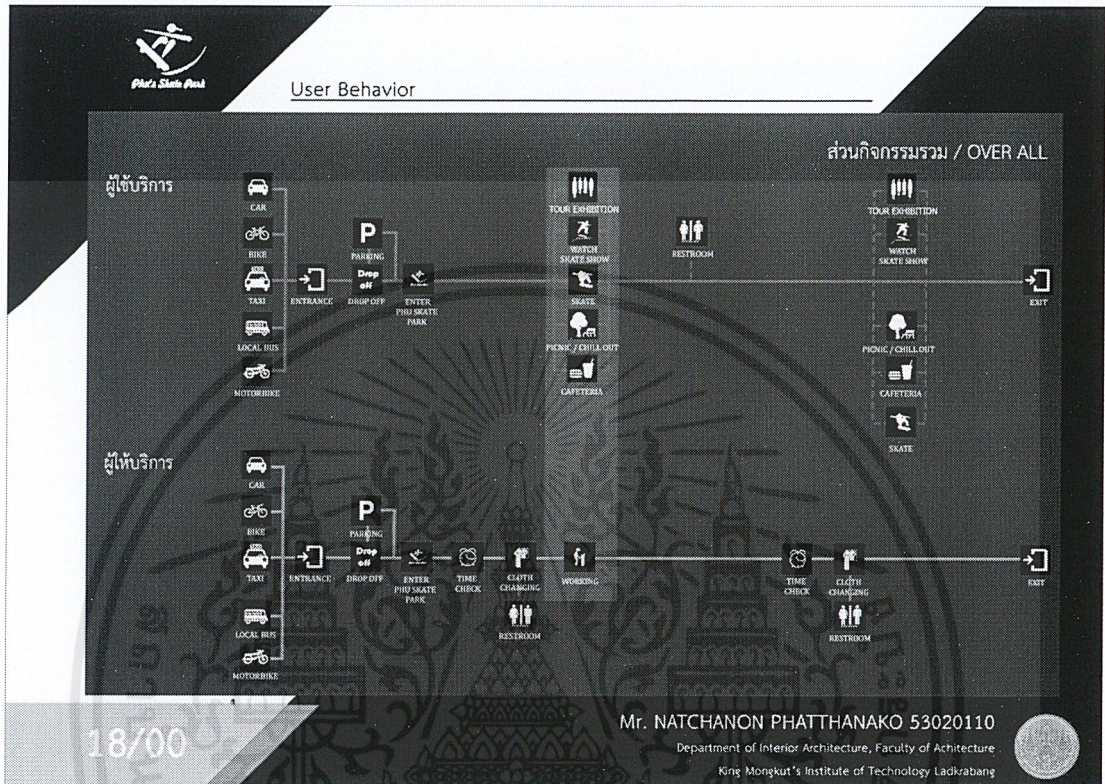 Phu's Skate Park
User Behavior
ส่วนกิจกรรมรวม / OVER ALL
ผู้ใช้บริการ
CAR
BIKE
TAXI
LOCAL BUS
MOTORBIKE
ENTRANCE
P
PARKING
Drop
off
DROP OFF
ENTER
PHU SKATE
PARK
TOUR EXHIBITION
WATCH
SKATE SHOW
SKATE
PICNIC / CHILL OUT
CAFETERIA
RESTROOM
TOUR EXHIBITION
WATCH
SKATE SHOW
PICNIC / CHILL OUT
CAFETERIA
SKATE
EXIT
ผู้ให้บริการ
CAR
BIKE
TAXI
LOCAL BUS
MOTORBIKE
ENTRANCE
P
PARKING
Drop
off
DROP OFF
ENTER
PHU SKATE
PARK
TIME
CHECK
CLOTH
CHANGING
RESTROOM
WORKING
TIME
CHECK
CLOTH
CHANGING
RESTROOM
EXIT
18/00
Mr. NATCHANON PHATTHANAKO 53020110
Department of Interior Architecture, Faculty of Achitecture
King Mongkut's Institute of Technology Ladkrabang